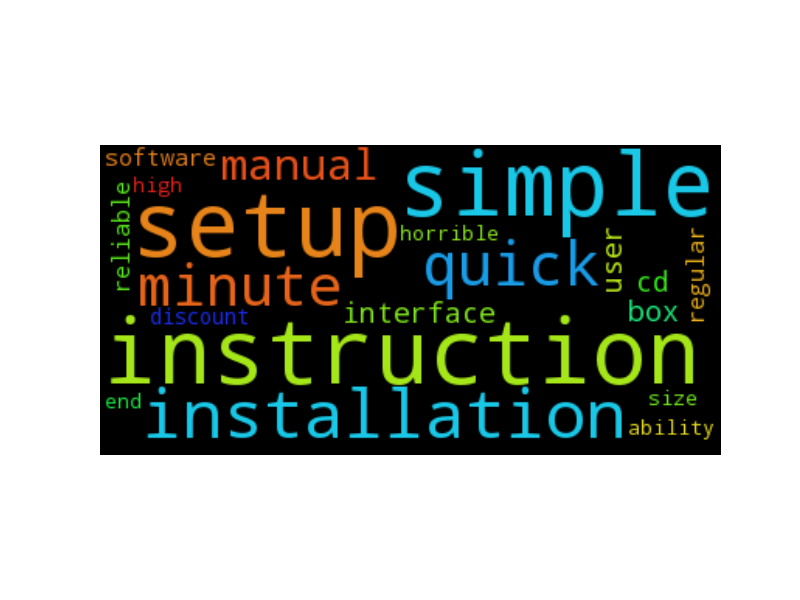 software
manual
simple
high
reliable
setup
horrible
quick
user
regular
minute
cd
discount
interface
box
instruction
end
installation
size
ability